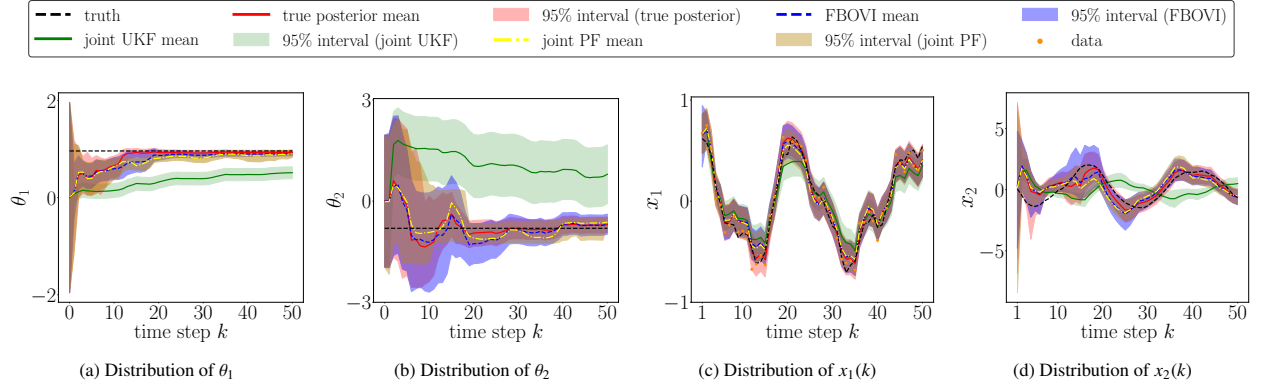 truth true posterior mean 95% interval (true posterior) FBOVI mean 95% interval (FBOVI)
joint UKF mean 95% interval (joint UKF) joint PF mean 95% interval (joint PF) data
2
0
−2
θ₁
0 10 20 30 40 50
time step k
(a) Distribution of θ₁
3
0
−3
θ₂
0 10 20 30 40 50
time step k
(b) Distribution of θ₂
1
0
−1
x₁
1 10 20 30 40 50
time step k
(c) Distribution of x₁(k)
5
0
−5
x₂
1 10 20 30 40 50
time step k
(d) Distribution of x₂(k)